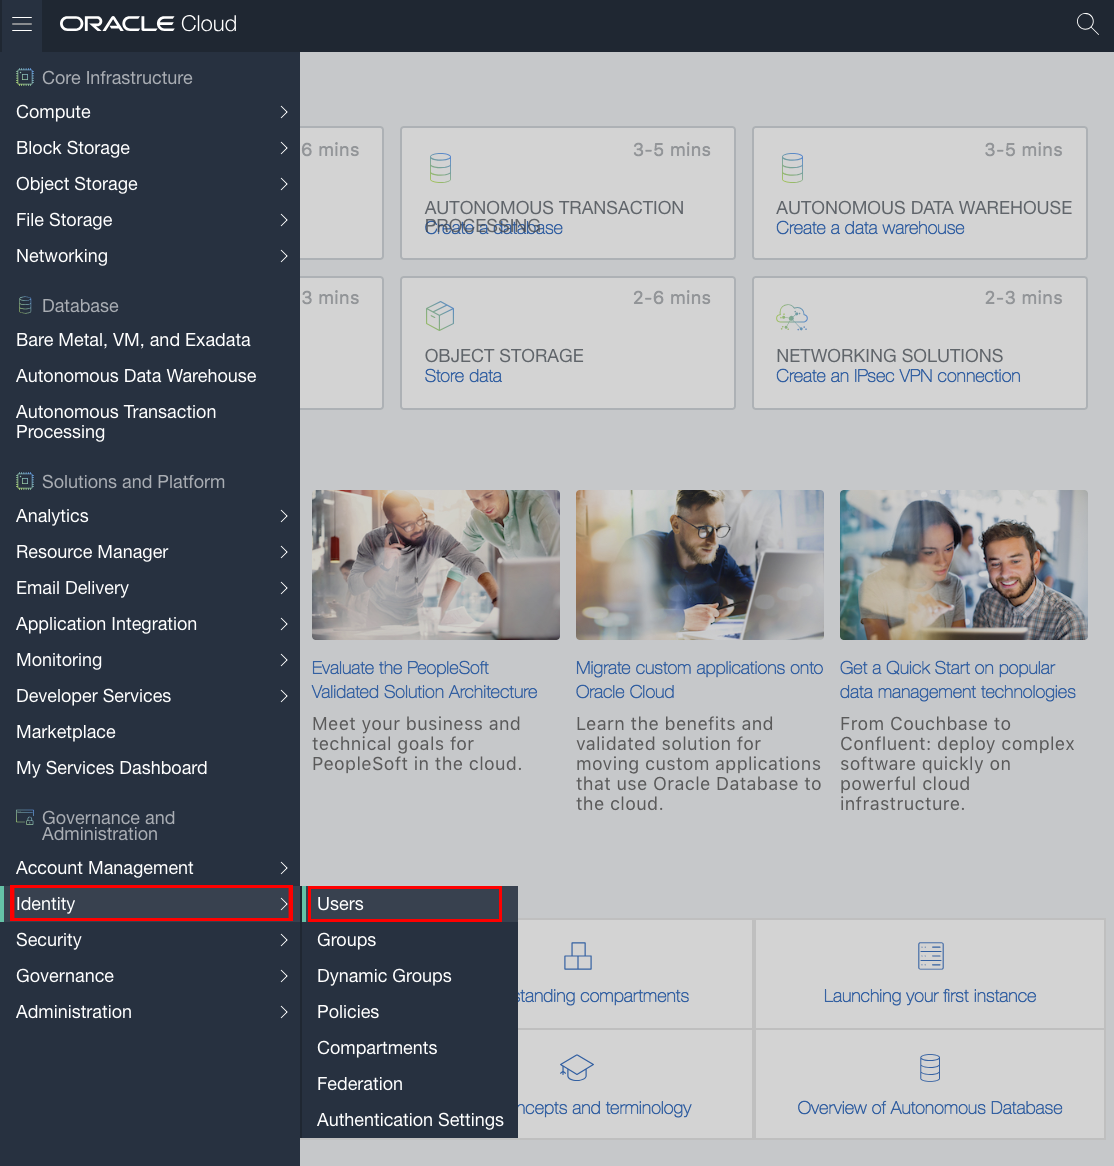 ORACLE Cloud
Core Infrastructure
Compute
Block Storage
Object Storage
File Storage
Networking
Database
Bare Metal, VM, and Exadata
Autonomous Data Warehouse
Autonomous Transaction
Processing
Solutions and Platform
Analytics
Resource Manager
Email Delivery
Application Integration
Monitoring
Developer Services
Marketplace
My Services Dashboard
Governance and
Administration
Account Management
Identity
Security
Governance
Administration
Users
Groups
Dynamic Groups
Policies
Compartments
Federation
Authentication Settings
6 mins
3-5 mins
AUTONOMOUS TRANSACTION
PROCESSING
Create a database
3-5 mins
AUTONOMOUS DATA WAREHOUSE
Create a data warehouse
3 mins
2-6 mins
OBJECT STORAGE
Store data
2-3 mins
NETWORKING SOLUTIONS
Create an IPsec VPN connection
Evaluate the PeopleSoft
Validated Solution Architecture
Meet your business and
technical goals for
PeopleSoft in the cloud.
Migrate custom applications onto
Oracle Cloud
Learn the benefits and
validated solution for
moving custom applications
that use Oracle Database to
the cloud.
Get a Quick Start on popular
data management technologies
From Couchbase to
Confluent: deploy complex
software quickly on
powerful cloud
infrastructure.
standing compartments
Launching your first instance
ncepts and terminology
Overview of Autonomous Database